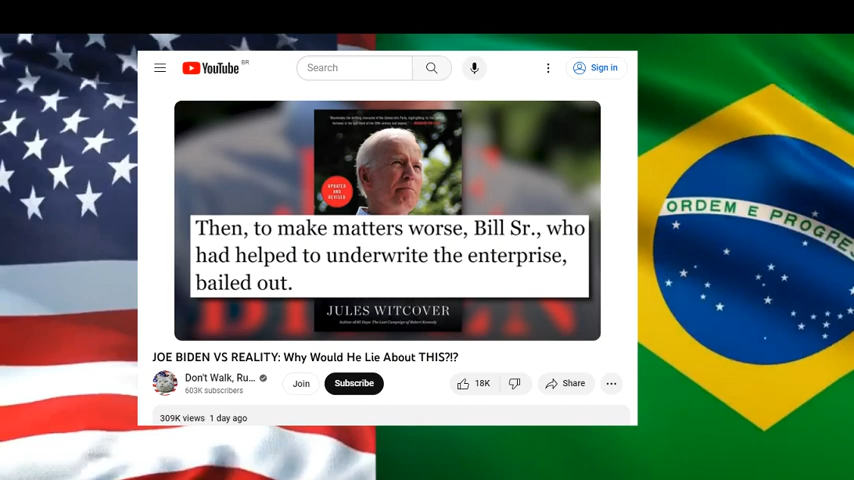 YouTube BR
Search
Sign in
UPDATED
AND
REVISED
Then, to make matters worse, Bill Sr., who
had helped to underwrite the enterprise,
bailed out.
JULES WITCOVER
JOE BIDEN VS REALITY: Why Would He Lie About THIS?!?
Don't Walk, Ru...
603K subscribers
Join
Subscribe
18K
Share
309K views 1 day ago
ORDEM E PROGRES